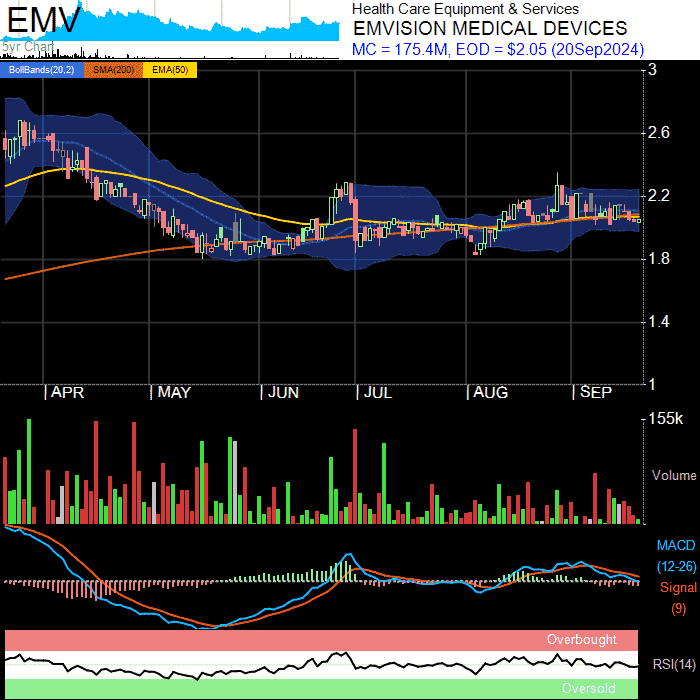 EMV
5yr Chart
Health Care Equipment & Services
EMVISION MEDICAL DEVICES
MC = 175.4M, EOD = $2.05 (20Sep2024)
BollBands(20,2) SMA(200) EMA(50)
3
2.6
2.2
1.8
1.4
1
APR MAY JUN JUL AUG SEP
155k
Volume
MACD
(12-26)
Signal
(9)
Overbought
RSI(14)
Oversold